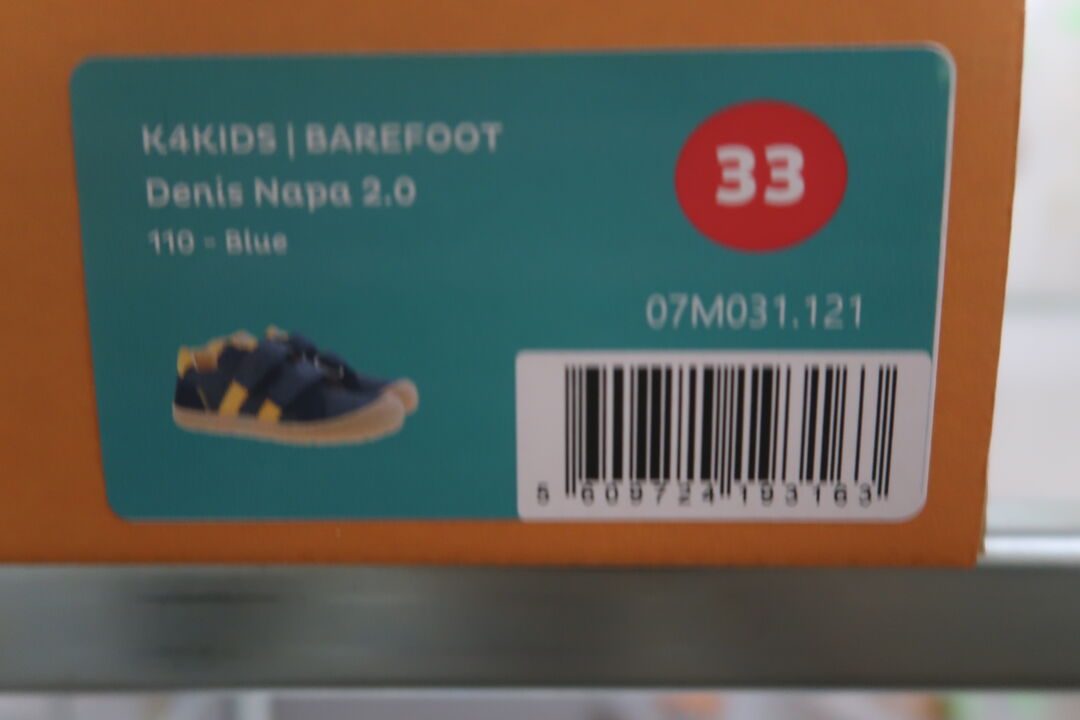 K4KIDS | BAREFOOT
Denis Napa 2.0
110 - Blue
33
07M031.121
5 609724 193163